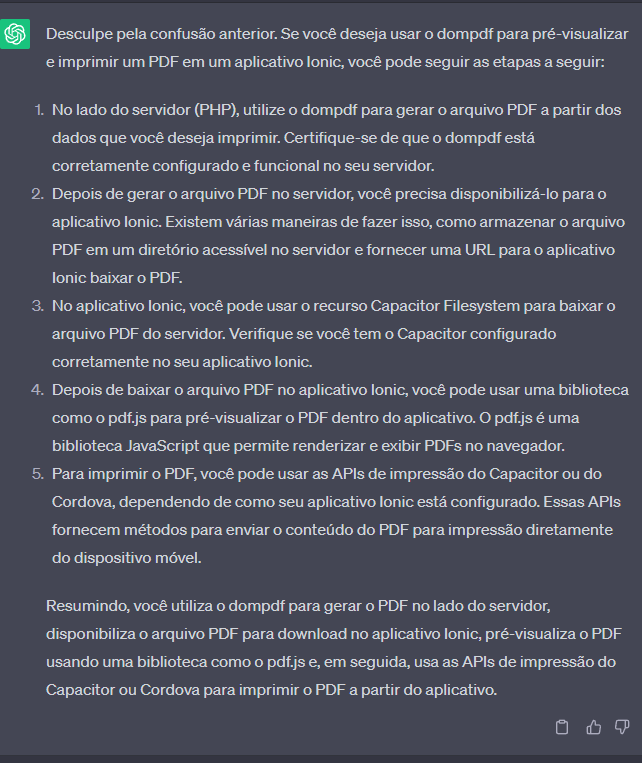 Desculpe pela confusão anterior. Se você deseja usar o dompdf para pré-visualizar
e imprimir um PDF em um aplicativo Ionic, você pode seguir as etapas a seguir:
1. No lado do servidor (PHP), utilize o dompdf para gerar o arquivo PDF a partir dos
dados que você deseja imprimir. Certifique-se de que o dompdf está
corretamente configurado e funcional no seu servidor.
2. Depois de gerar o arquivo PDF no servidor, você precisa disponibilizá-lo para o
aplicativo Ionic. Existem várias maneiras de fazer isso, como armazenar o arquivo
PDF em um diretório acessível no servidor e fornecer uma URL para o aplicativo
Ionic baixar o PDF.
3. No aplicativo Ionic, você pode usar o recurso Capacitor Filesystem para baixar o
arquivo PDF do servidor. Verifique se você tem o Capacitor configurado
corretamente no seu aplicativo Ionic.
4. Depois de baixar o arquivo PDF no aplicativo Ionic, você pode usar uma biblioteca
como o pdf.js para pré-visualizar o PDF dentro do aplicativo. O pdf.js é uma
biblioteca JavaScript que permite renderizar e exibir PDFs no navegador.
5. Para imprimir o PDF, você pode usar as APIs de impressão do Capacitor ou do
Cordova, dependendo de como seu aplicativo Ionic está configurado. Essas APIs
fornecem métodos para enviar o conteúdo do PDF para impressão diretamente
do dispositivo móvel.
Resumindo, você utiliza o dompdf para gerar o PDF no lado do servidor,
disponibiliza o arquivo PDF para download no aplicativo Ionic, pré-visualiza o PDF
usando uma biblioteca como o pdf.js e, em seguida, usa as APIs de impressão do
Capacitor ou Cordova para imprimir o PDF a partir do aplicativo.